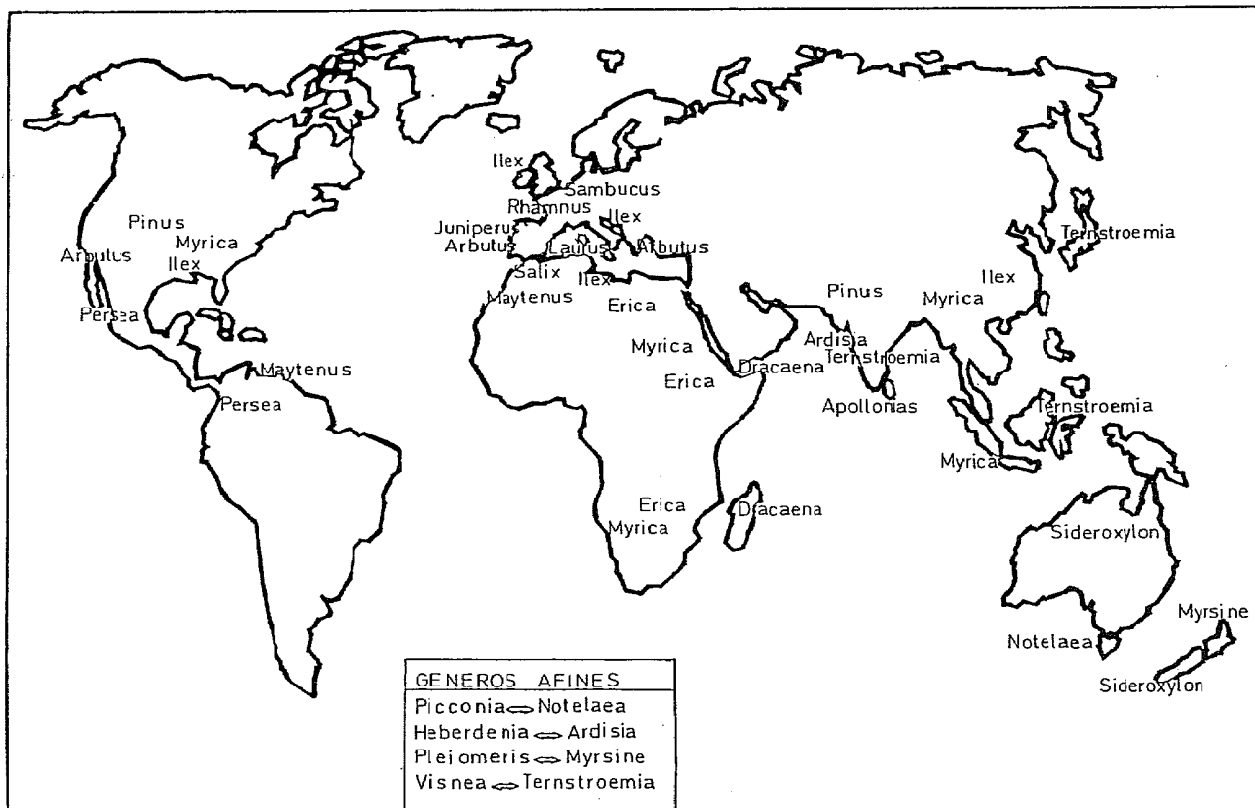 Ilex
Sambucus
Rhamnus
Juniperu
Ilex
Pinus
Myrica
Arbutus
Laurus
Arbutus
Ternstroemia
Arbutus
Ilex
Salix
Ilex
Ilex
Persea
Maytenus
Erica
Pinus
Myrica
Myrica
Ardisia
Ternstroemia
Maytenus
Erica
Dracaena
Persea
Apollonias
Ternstroemia
Myrica
Erica
Dracaena
Myrica
Sideroxylon
Myrsine
Notelaea
Sideroxylon
GENEROS AFINES
Picconia⇔Notelaea
Heberdenia⇔Ardisia
Pleiomeris⇔Myrsine
Visnea⇔Ternstroemia